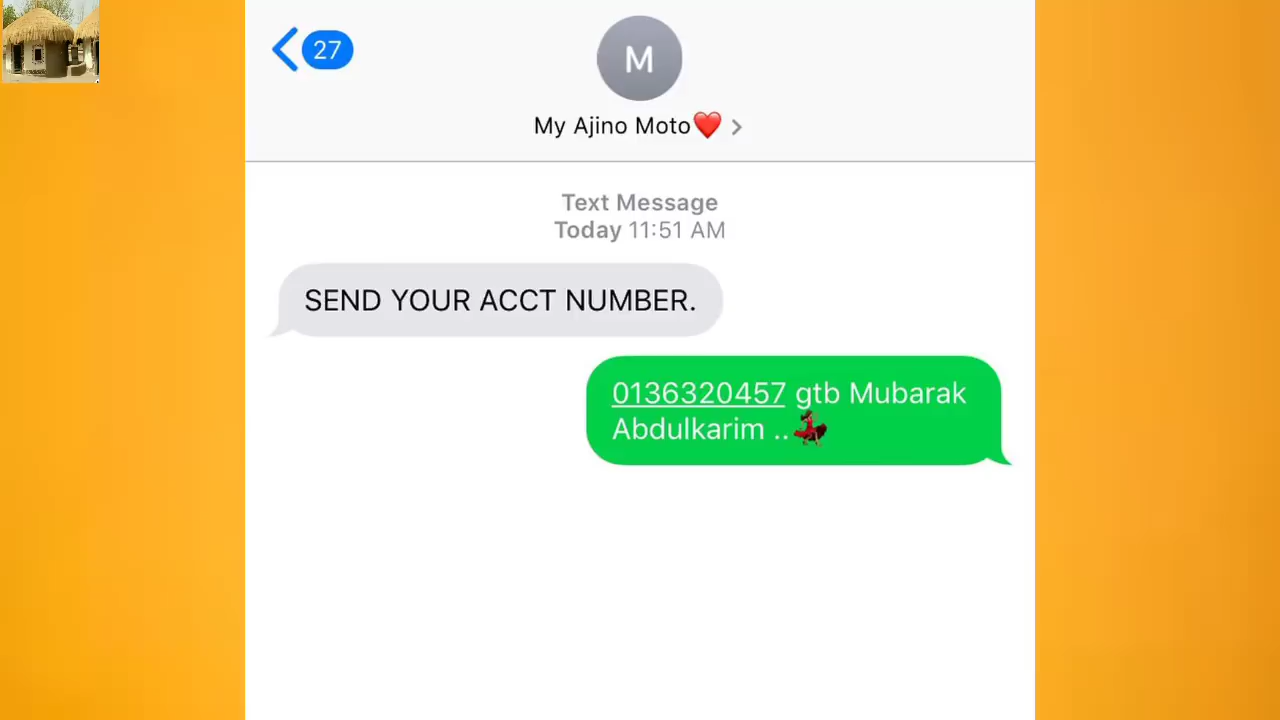 27
M
My Ajino Moto❤️
Text Message
Today 11:51 AM
SEND YOUR ACCT NUMBER.
0136320457 gtb Mubarak
Abdulkarim ..💃